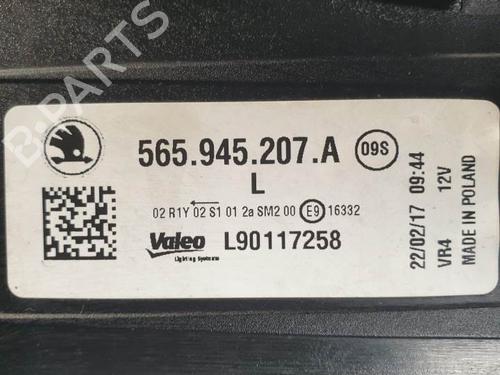 B-PARTS
565.945.207.A 09S
L
02 R1Y 02 S1 01 2a SM2 00 E9 16332
Valeo L90117258
Lighting Systems
22/02/17 09:44
VR4 12V
MADE IN POLAND
B-PARTS